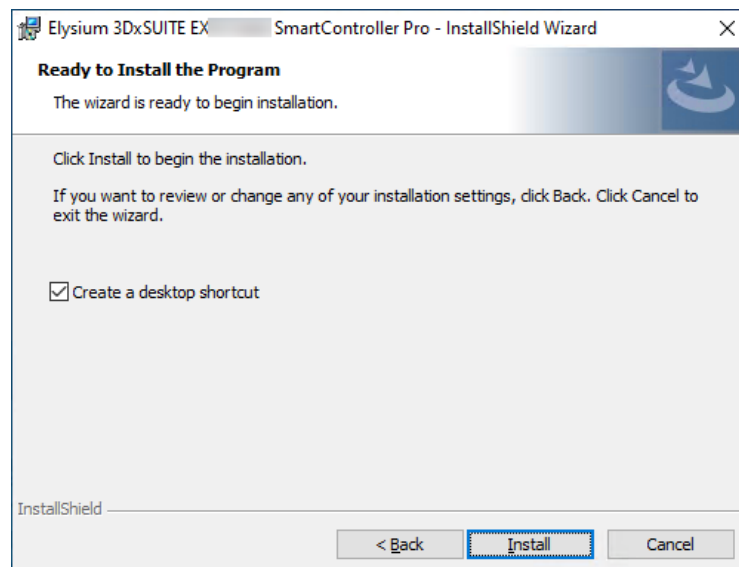 Elysium 3DxSUITE EX SmartController Pro - InstallShield Wizard
Ready to Install the Program
The wizard is ready to begin installation.
Click Install to begin the installation.
If you want to review or change any of your installation settings, click Back. Click Cancel to
exit the wizard.
Create a desktop shortcut
InstallShield
< Back Install Cancel